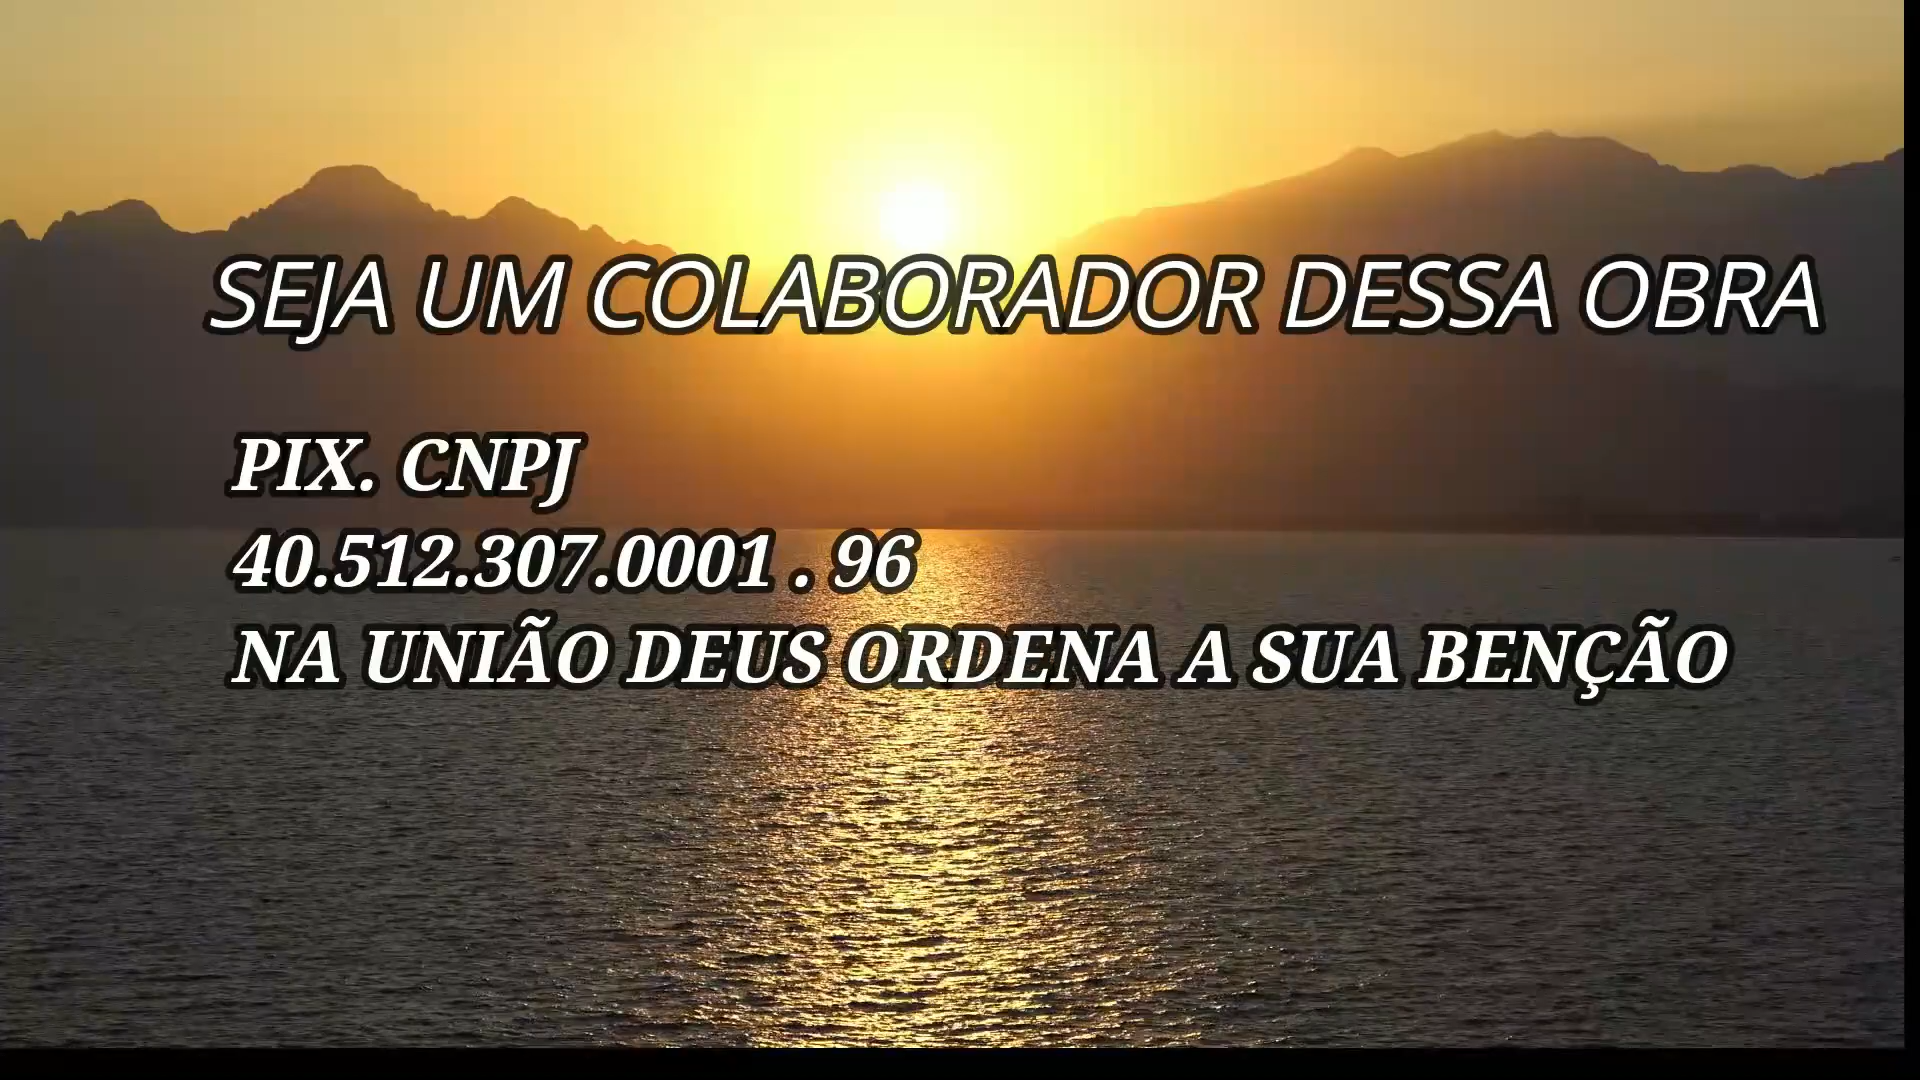 SEJA UM COLABORADOR DESSA OBRA
PIX. CNPJ
40.512.307.0001 . 96
NA UNIÃO DEUS ORDENA A SUA BENÇÃO